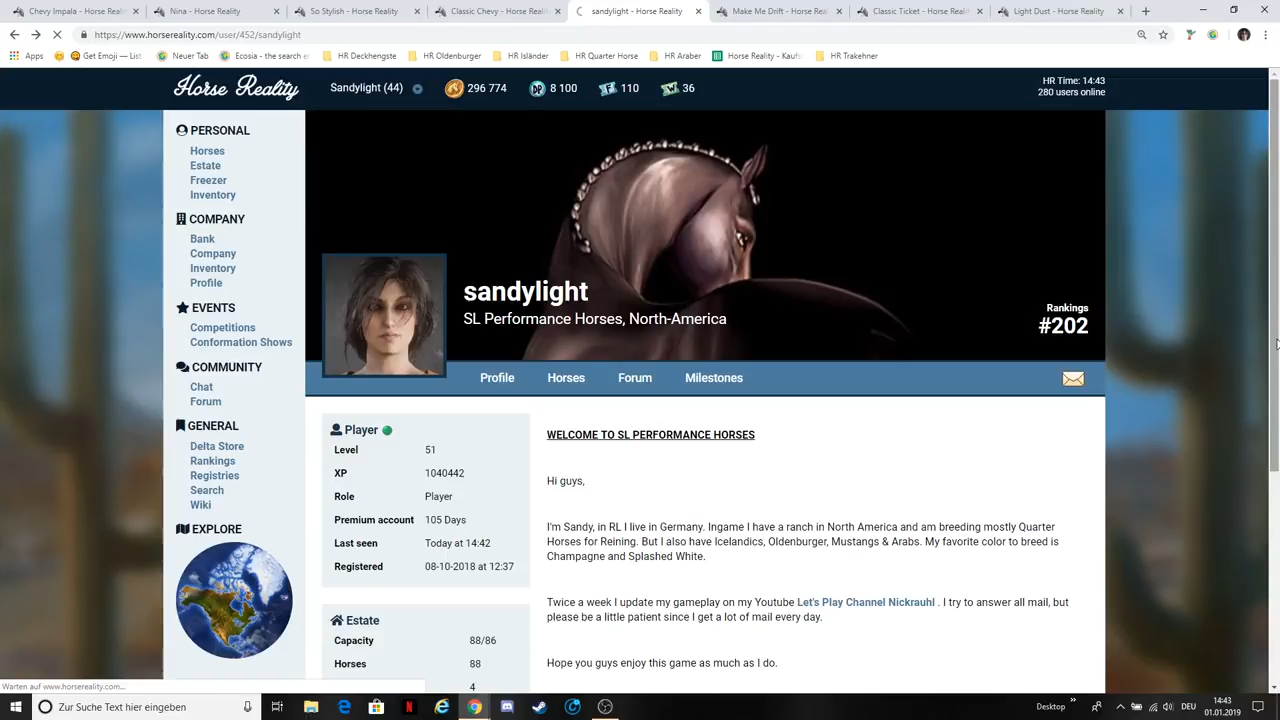 Chevy Impala - Horse Reality
Nina - Horse Reality
So Stylish - Horse Reality
Classic Chevy - Horse Reality
sandylight - Horse Reality
Make Me Drift - Horse Real
Classic Ticket - Horse Realit
Light Dust - Horse Reality
https://www.horsereality.com/user/452/sandylight
Apps
Get Emoji — List
Neuer Tab
Ecosia - the search e
HR Deckhengste
HR Oldenburger
HR Isländer
HR Quarter Horse
HR Araber
Horse Reality - Kaufs
HR Trakehner
Horse Reality
Sandylight (44)
296 774
8 100
110
36
HR Time: 14:43
280 users online
PERSONAL
Horses
Estate
Freezer
Inventory
COMPANY
Bank
Company
Inventory
Profile
EVENTS
Competitions
Conformation Shows
COMMUNITY
Chat
Forum
GENERAL
Delta Store
Rankings
Registries
Search
Wiki
EXPLORE
sandylight
SL Performance Horses, North-America
Rankings
#202
Profile Horses Forum Milestones
Player
Level 51
XP 1040442
Role Player
Premium account 105 Days
Last seen Today at 14:42
Registered 08-10-2018 at 12:37
Estate
Capacity 88/86
Horses 88
4
WELCOME TO SL PERFORMANCE HORSES
Hi guys,
I'm Sandy, in RL I live in Germany. Ingame I have a ranch in North America and am breeding mostly Quarter
Horses for Reining. But I also have Icelandics, Oldenburger, Mustangs & Arabs. My favorite color to breed is
Champagne and Splashed White.
Twice a week I update my gameplay on my Youtube Let's Play Channel Nickrauhl . I try to answer all mail, but
please be a little patient since I get a lot of mail every day.
Hope you guys enjoy this game as much as I do.
Warten auf www.horsereality.com...
Zur Suche Text hier eingeben
Desktop
DEU
14:43
01.01.2019